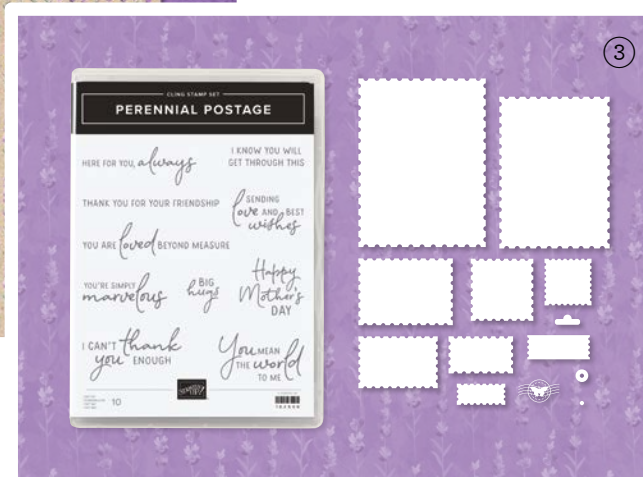 3
CLING STAMP SET
PERENNIAL POSTAGE
HERE FOR YOU, always
I KNOW YOU WILL
GET THROUGH THIS
THANK YOU FOR YOUR FRIENDSHIP
SENDING
love AND BEST
wishes
YOU ARE loved BEYOND MEASURE
YOU'RE SIMPLY
marvelous
BIG
hugs
Happy
Mother's
DAY
I CAN'T thank
you ENOUGH
You MEAN
THE world
TO ME
10